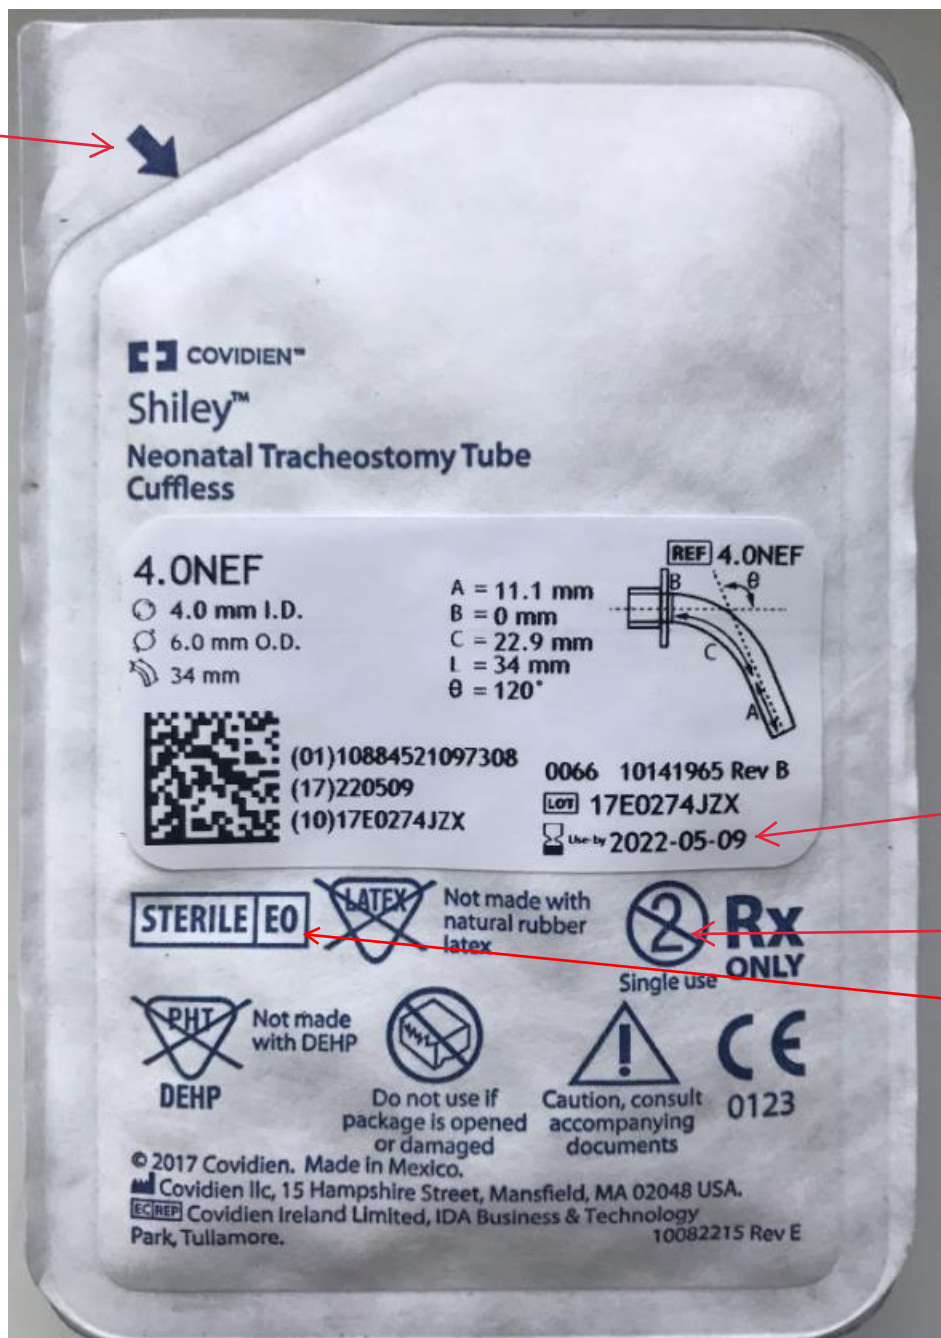 COVIDIEN™
Shiley™
Neonatal Tracheostomy Tube
Cuffless
4.0NEF
4.0 mm I.D.
6.0 mm O.D.
34 mm
A = 11.1 mm
B = 0 mm
C = 22.9 mm
L = 34 mm
θ = 120°
REF 4.0NEF
B
θ
C
A
(01)10884521097308
(17)220509
(10)17E0274JZX
0066 10141965 Rev B
LOT 17E0274JZX
Use by 2022-05-09
STERILE EO
LATEX
Not made with
natural rubber
latex
2
Single use
Rx
ONLY
PHT
DEHP
Not made
with DEHP
Do not use if
package is opened
or damaged
Caution, consult
accompanying
documents
CE
0123
© 2017 Covidien. Made in Mexico.
Covidien llc, 15 Hampshire Street, Mansfield, MA 02048 USA.
EC REP Covidien Ireland Limited, IDA Business & Technology
Park, Tullamore.
10082215 Rev E